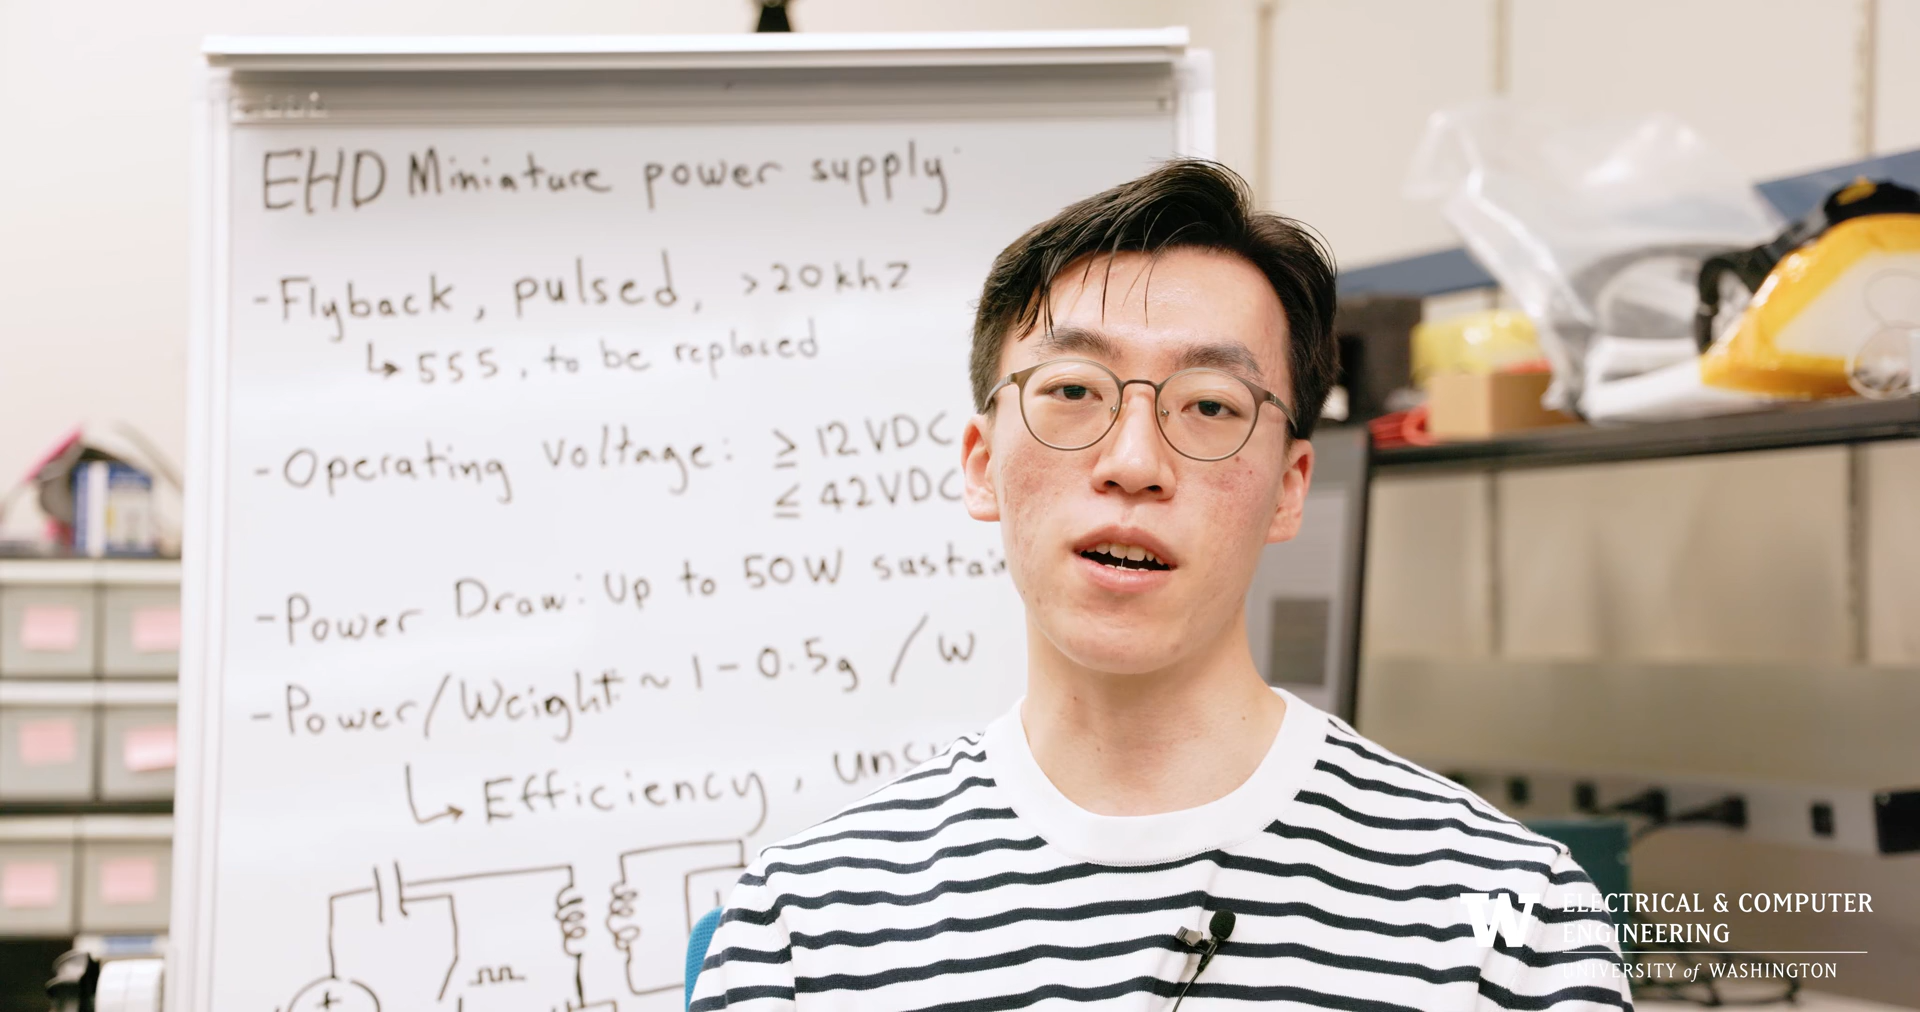 EHD Miniature power supply
- Flyback, pulsed, >20khz
↳ 555, to be replaced
- Operating voltage: ≥ 12VDC
≤ 42VDC
- Power Draw: Up to 50W
- Power/Weight ~ 1-0.5g / W
↳ Efficiency,
+
W ELECTRICAL & COMPUTER
ENGINEERING
UNIVERSITY of WASHINGTON